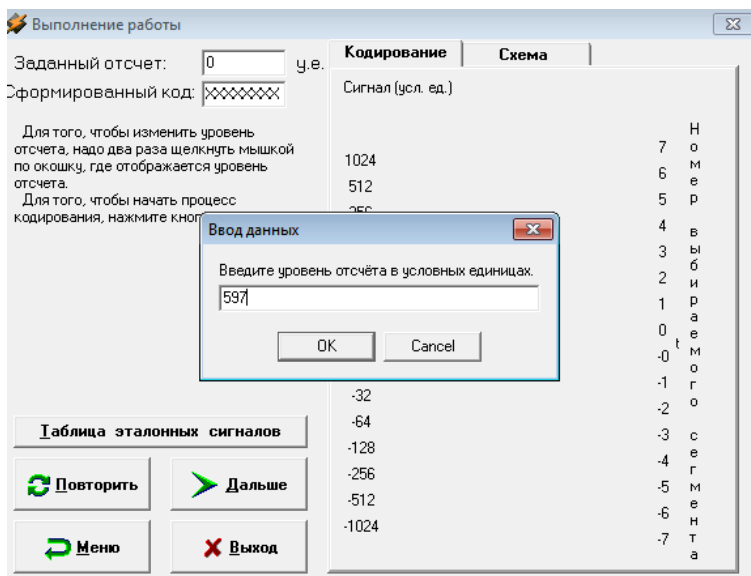 Выполнение работы
Заданный отсчет: 0 у.е.
Сформированный код: XXXXXXXX
Для того, чтобы изменить уровень
отсчета, надо два раза щелкнуть мышкой
по окошку, где отображается уровень
отсчета.
Для того, чтобы начать процесс
кодирования, нажмите
Таблица эталонных сигналов
Повторить
Дальше
Меню
Выход
Кодирование
Схема
Сигнал (усл. ед.)
1024
512
-32
-64
-128
-256
-512
-1024
7
6
5
4
3
2
1
0
t
-0
-1
-2
-3
-4
-5
-6
-7
Номер выбираемого сегмента
Ввод данных
Введите уровень отсчёта в условных единицах.
597
OK
Cancel